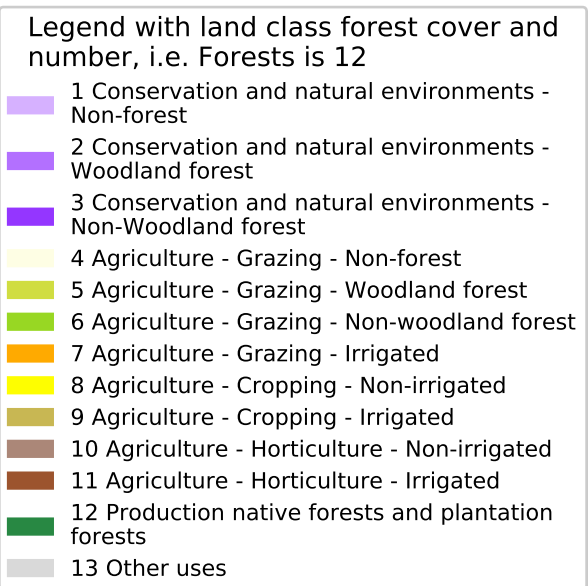 Legend with land class forest cover and
number, i.e. Forests is 12
1 Conservation and natural environments -
Non-forest
2 Conservation and natural environments -
Woodland forest
3 Conservation and natural environments -
Non-Woodland forest
4 Agriculture - Grazing - Non-forest
5 Agriculture - Grazing - Woodland forest
6 Agriculture - Grazing - Non-woodland forest
7 Agriculture - Grazing - Irrigated
8 Agriculture - Cropping - Non-irrigated
9 Agriculture - Cropping - Irrigated
10 Agriculture - Horticulture - Non-irrigated
11 Agriculture - Horticulture - Irrigated
12 Production native forests and plantation
forests
13 Other uses